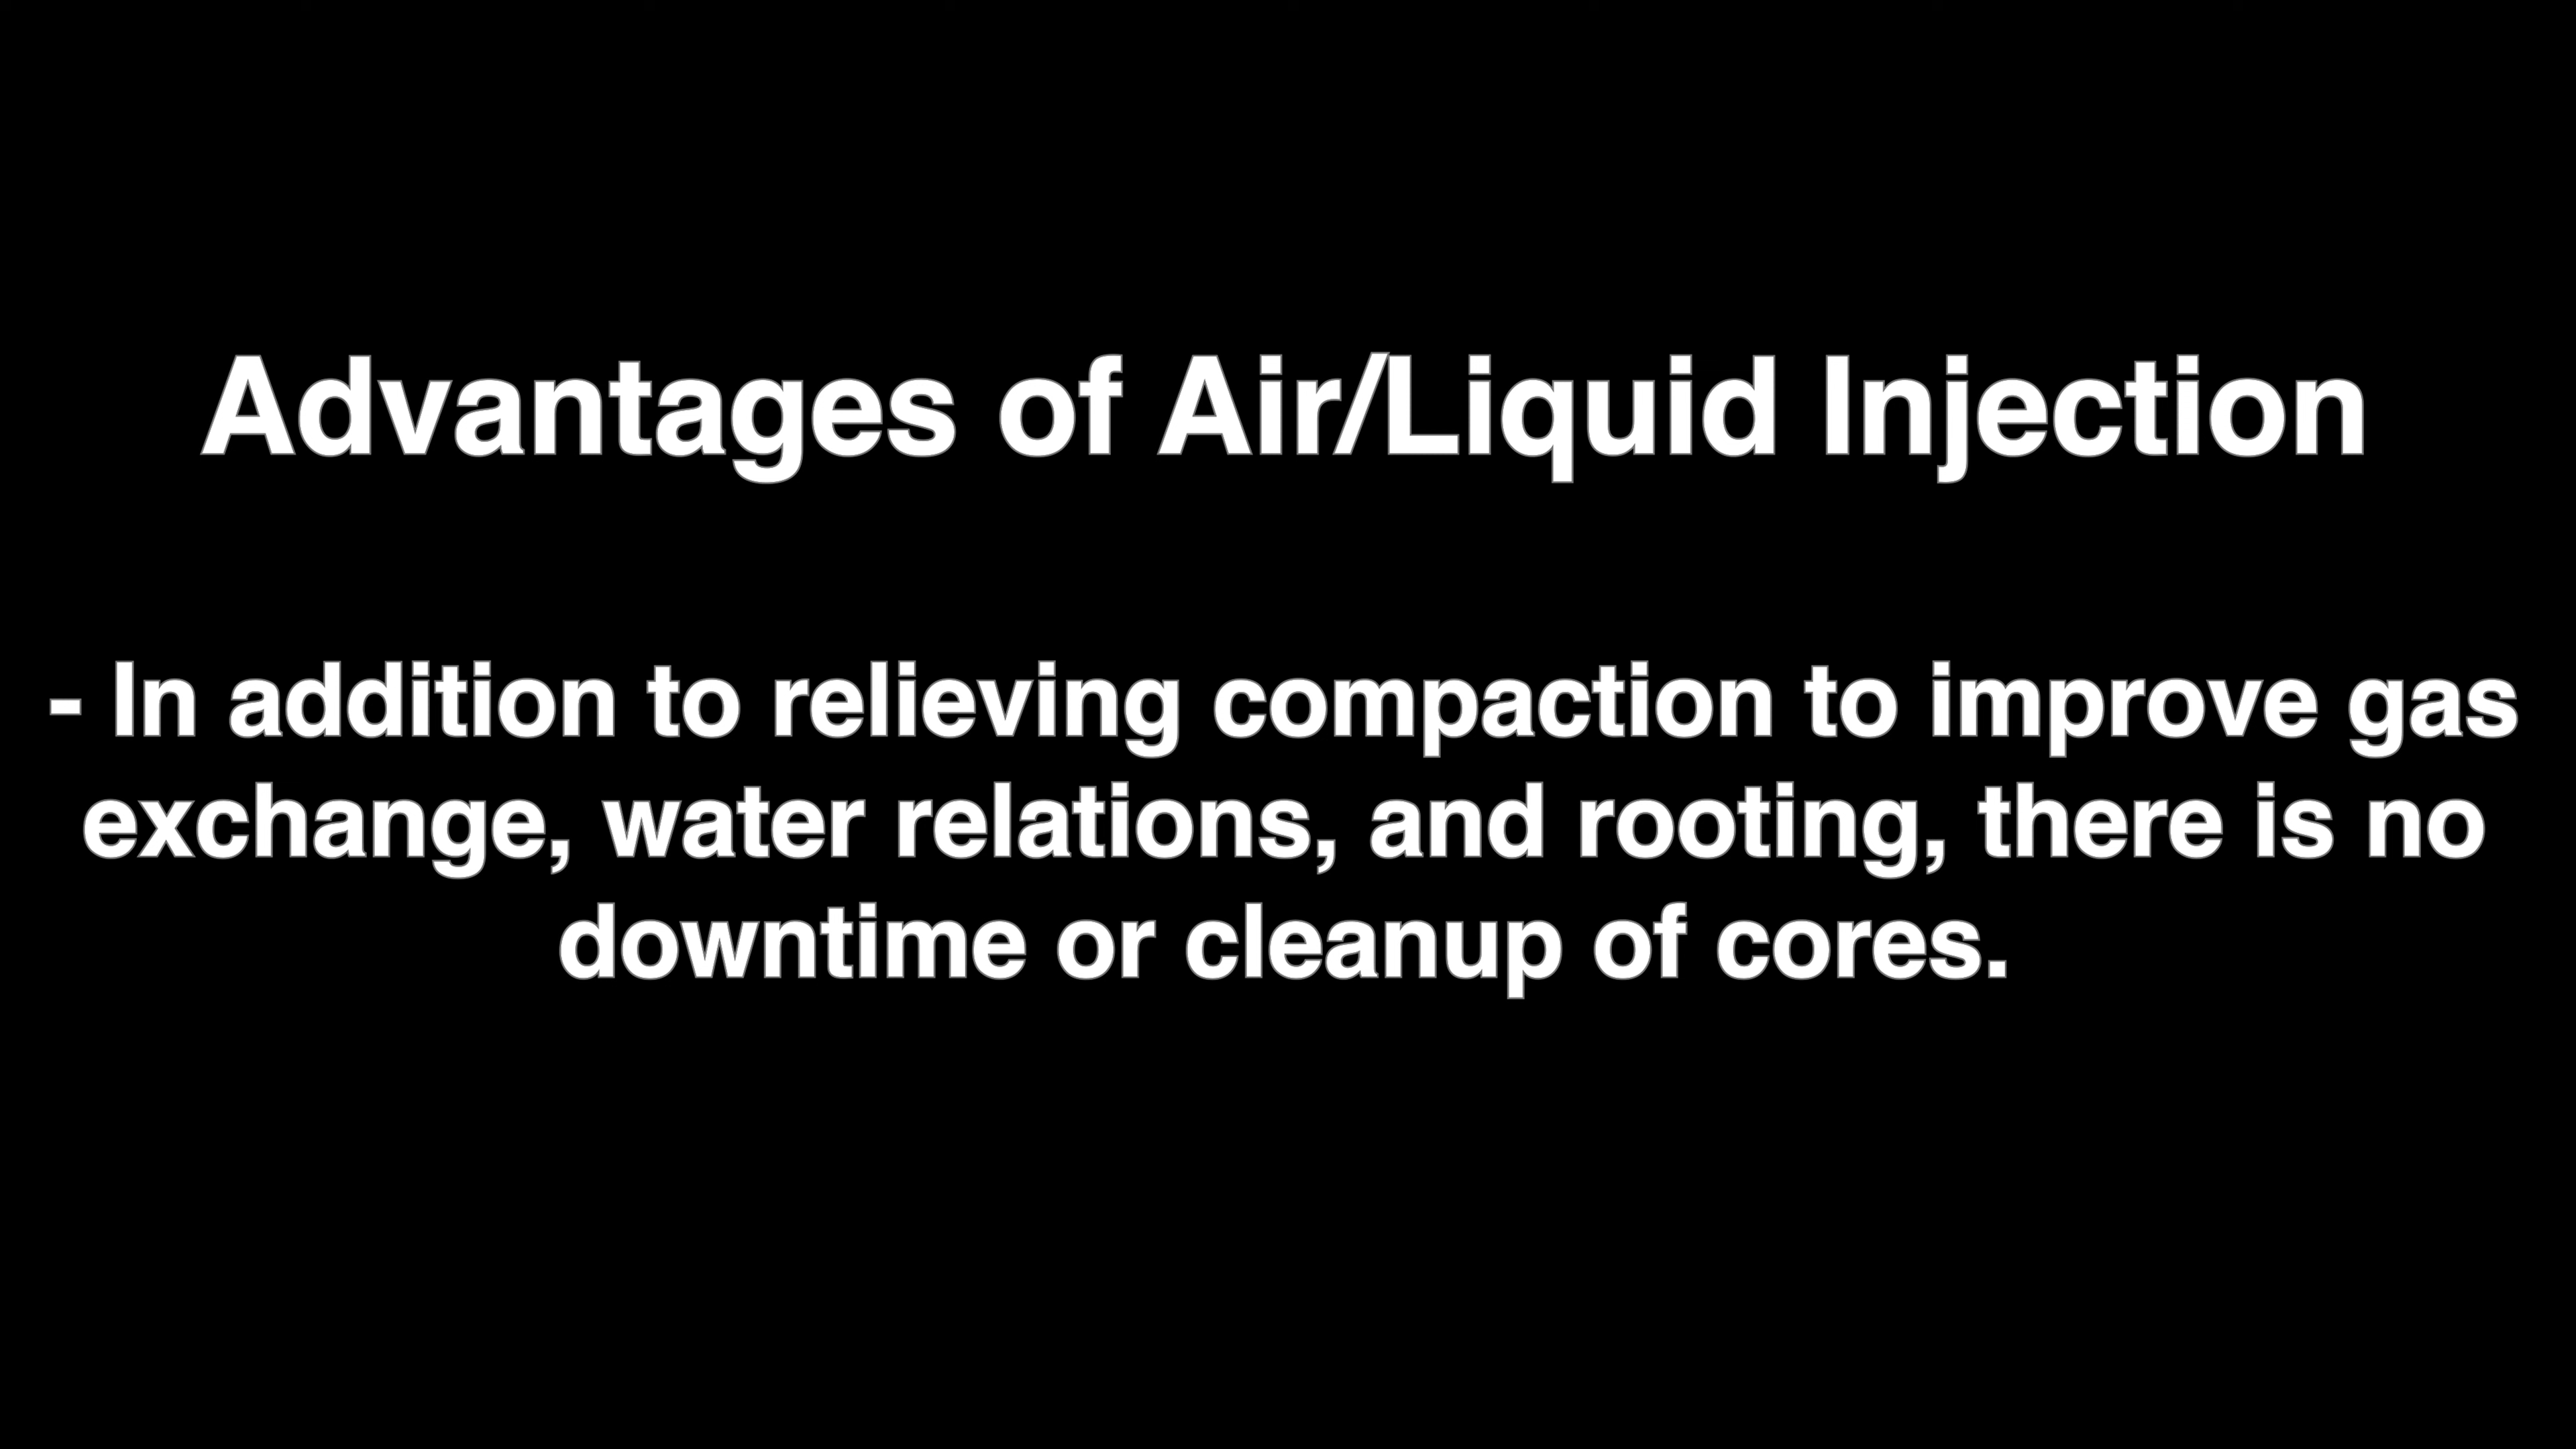 Advantages of Air/Liquid Injection
- In addition to relieving compaction to improve gas
exchange, water relations, and rooting, there is no
downtime or cleanup of cores.